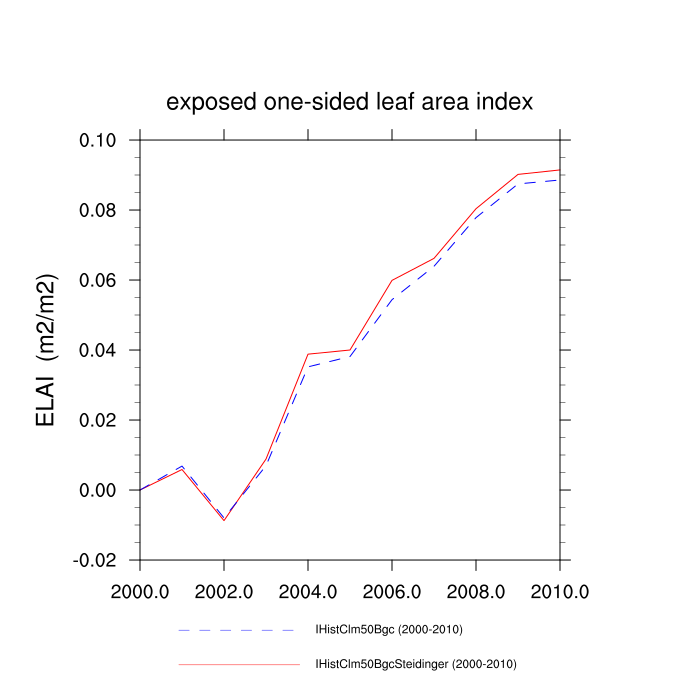 exposed one-sided leaf area index
0.10
0.08
0.06
0.04
0.02
0.00
-0.02
ELAI (m2/m2)
2000.0 2002.0 2004.0 2006.0 2008.0 2010.0
IHistClm50Bgc (2000-2010)
IHistClm50BgcSteidinger (2000-2010)